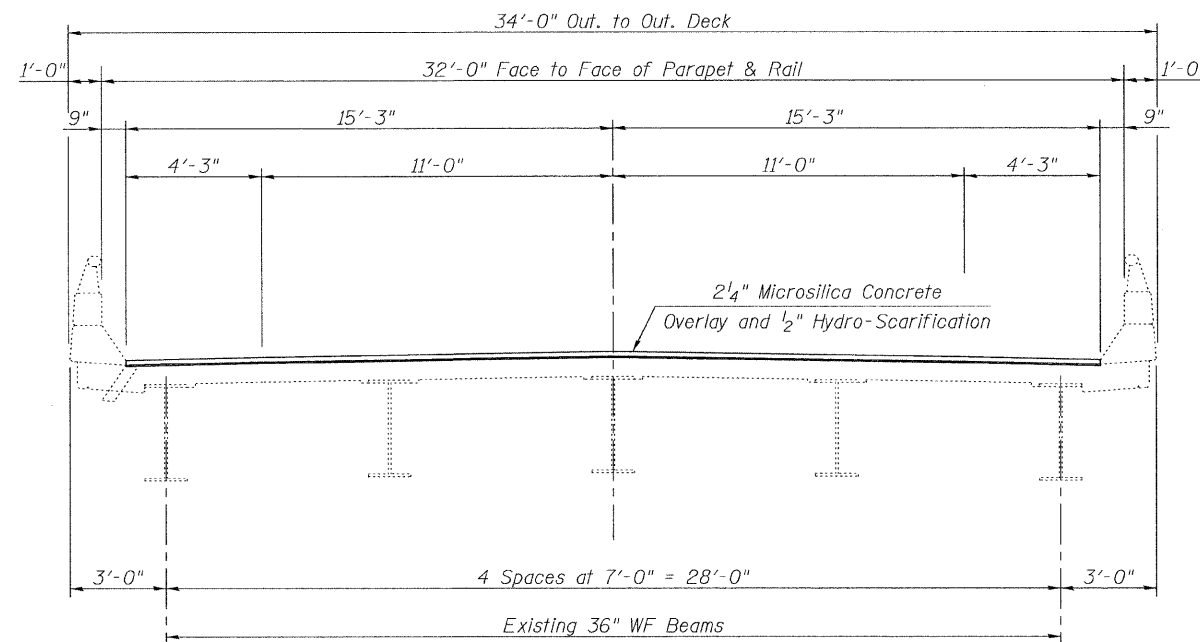 34'-0" Out. to Out. Deck
1'-0" 32'-0" Face to Face of Parapet & Rail 1'-0
9" 15'-3" 15'-3" 9"
4'-3" 11'-0" 11'-0" 4'-3"
2 1/4" Microsilica Concrete
Overlay and 1/2" Hydro-Scarification
3'-0" 4 Spaces at 7'-0" = 28'-0" 3'-0"
Existing 36" WF Beams